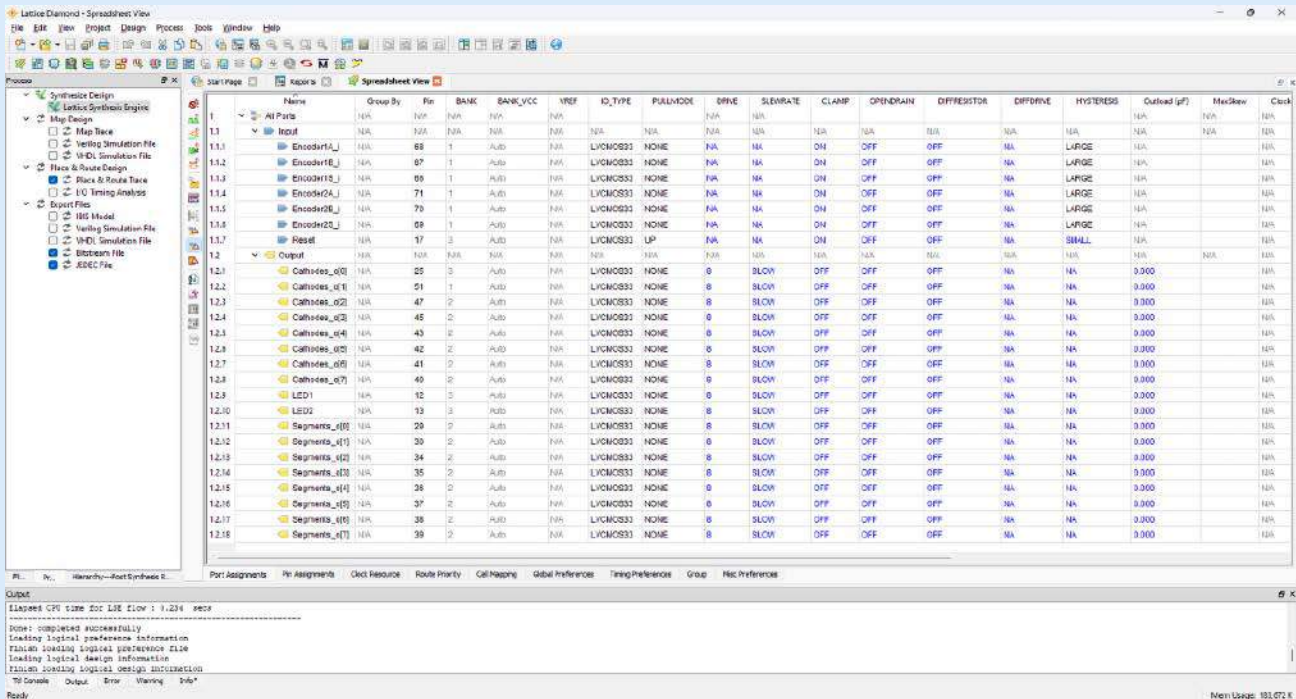 Lattice Diamond - Spreadsheet View
File Edit View Project Design Process Tools Window Help
Process
Start Page Reports Spreadsheet View
Synthesize Design
Lattice Synthesis Engine
Map Design
Map Trace
Verilog Simulation File
VHDL Simulation File
Place & Route Design
Place & Route Trace
I/O Timing Analysis
Export Files
IBIS Model
Verilog Simulation File
VHDL Simulation File
Bitstream File
JEDEC File
Name Group By Pin BANK BANK_VCC VREF IO_TYPE PULLMODE DRIVE SLEWRATE CLAMP OPENDRAIN DIFFRESISTOR DIFFDRIVE HYSTERESIS Outload (pF) MaxSkew Clock
1 All Ports N/A N/A N/A N/A N/A N/A N/A N/A
1.1 Input N/A N/A N/A N/A N/A N/A N/A N/A N/A N/A N/A N/A N/A N/A N/A N/A N/A
1.1.1 Encoder1A_i N/A 68 1 Auto N/A LVCMOS33 NONE NA NA ON OFF OFF LARGE N/A N/A
1.1.2 Encoder1B_i N/A 67 1 Auto N/A LVCMOS33 NONE NA NA ON OFF OFF LARGE N/A N/A
1.1.3 Encoder1S_i N/A 66 1 Auto N/A LVCMOS33 NONE NA NA ON OFF OFF LARGE N/A N/A
1.1.4 Encoder2A_i N/A 71 1 Auto N/A LVCMOS33 NONE NA NA ON OFF OFF LARGE N/A N/A
1.1.5 Encoder2B_i N/A 70 1 Auto N/A LVCMOS33 NONE NA NA ON OFF OFF LARGE N/A N/A
1.1.6 Encoder2S_i N/A 69 1 Auto N/A LVCMOS33 NONE NA NA ON OFF OFF LARGE N/A N/A
1.1.7 Reset N/A 17 3 Auto N/A LVCMOS33 UP NA NA ON OFF OFF NA SMALL N/A N/A
1.2 Output N/A N/A N/A N/A N/A N/A N/A N/A N/A N/A N/A N/A N/A N/A N/A N/A N/A
1.2.1 Cathodes_o[0] N/A 25 3 Auto N/A LVCMOS33 NONE 8 SLOW OFF OFF OFF NA NA 0.000 N/A
1.2.2 Cathodes_o[1] N/A 51 1 Auto N/A LVCMOS33 NONE 8 SLOW OFF OFF OFF NA NA 0.000 N/A
1.2.3 Cathodes_o[2] N/A 47 2 Auto N/A LVCMOS33 NONE 8 SLOW OFF OFF OFF NA NA 0.000 N/A
1.2.4 Cathodes_o[3] N/A 45 2 Auto N/A LVCMOS33 NONE 8 SLOW OFF OFF OFF NA NA 0.000 N/A
1.2.5 Cathodes_o[4] N/A 43 2 Auto N/A LVCMOS33 NONE 8 SLOW OFF OFF OFF NA NA 0.000 N/A
1.2.6 Cathodes_o[5] N/A 42 2 Auto N/A LVCMOS33 NONE 8 SLOW OFF OFF OFF NA NA 0.000 N/A
1.2.7 Cathodes_o[6] N/A 41 2 Auto N/A LVCMOS33 NONE 8 SLOW OFF OFF OFF NA NA 0.000 N/A
1.2.8 Cathodes_o[7] N/A 40 2 Auto N/A LVCMOS33 NONE 8 SLOW OFF OFF OFF NA NA 0.000 N/A
1.2.9 LED1 N/A 12 3 Auto N/A LVCMOS33 NONE 8 SLOW OFF OFF OFF NA NA 0.000 N/A
1.2.10 LED2 N/A 13 3 Auto N/A LVCMOS33 NONE 8 SLOW OFF OFF OFF NA NA 0.000 N/A
1.2.11 Segments_o[0] N/A 29 2 Auto N/A LVCMOS33 NONE 8 SLOW OFF OFF OFF NA NA 0.000 N/A
1.2.12 Segments_o[1] N/A 30 2 Auto N/A LVCMOS33 NONE 8 SLOW OFF OFF OFF NA NA 0.000 N/A
1.2.13 Segments_o[2] N/A 34 2 Auto N/A LVCMOS33 NONE 8 SLOW OFF OFF OFF NA NA 0.000 N/A
1.2.14 Segments_o[3] N/A 35 2 Auto N/A LVCMOS33 NONE 8 SLOW OFF OFF OFF NA NA 0.000 N/A
1.2.15 Segments_o[4] N/A 36 2 Auto N/A LVCMOS33 NONE 8 SLOW OFF OFF OFF NA NA 0.000 N/A
1.2.16 Segments_o[5] N/A 37 2 Auto N/A LVCMOS33 NONE 8 SLOW OFF OFF OFF NA NA 0.000 N/A
1.2.17 Segments_o[6] N/A 38 2 Auto N/A LVCMOS33 NONE 8 SLOW OFF OFF OFF NA NA 0.000 N/A
1.2.18 Segments_o[7] N/A 39 2 Auto N/A LVCMOS33 NONE 8 SLOW OFF OFF OFF NA NA 0.000 N/A
Pr... Hierarchy---Post Synthesis R...
Port Assignments Pin Assignments Clock Resource Route Priority Cell Mapping Global Preferences Timing Preferences Group Misc Preferences
Output
Elapsed CPU time for LSE flow : 0.234 secs
Done: completed successfully
Loading logical preference information
Finish loading logical preference file
Loading logical design information
Finish loading logical design information
Tcl Console Output Error Warning Info*
Ready
Mem Usage: 183,672 K